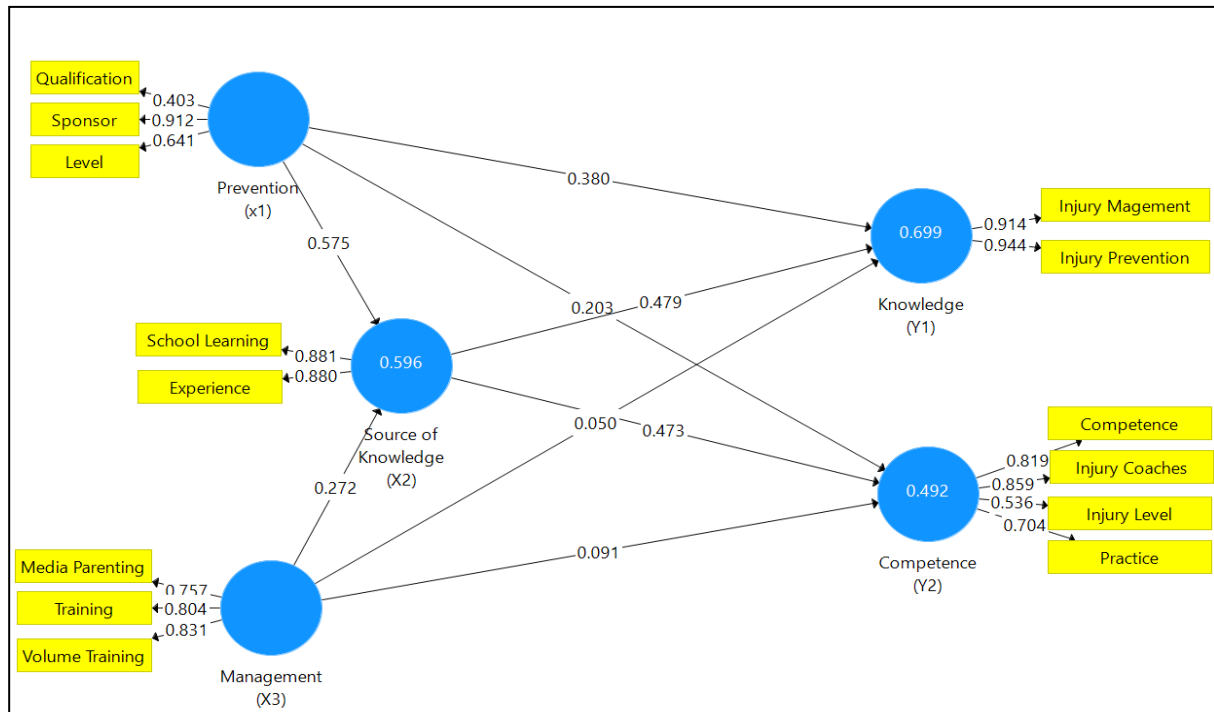 Qualification
0.403
Sponsor
0.912
Level
0.641
Prevention
(x1)
0.380
0.575
0.203
0.479
0.699
Knowledge
(Y1)
0.914
Injury Magement
0.944
Injury Prevention
School Learning
0.881
Experience
0.880
0.596
Source of
Knowledge
(X2)
0.050
0.473
0.272
0.091
0.492
Competence
(Y2)
Competence
0.819
Injury Coaches
0.859
Injury Level
0.536
Practice
0.704
Media Parenting
0.757
Training
0.804
Volume Training
0.831
Management
(X3)